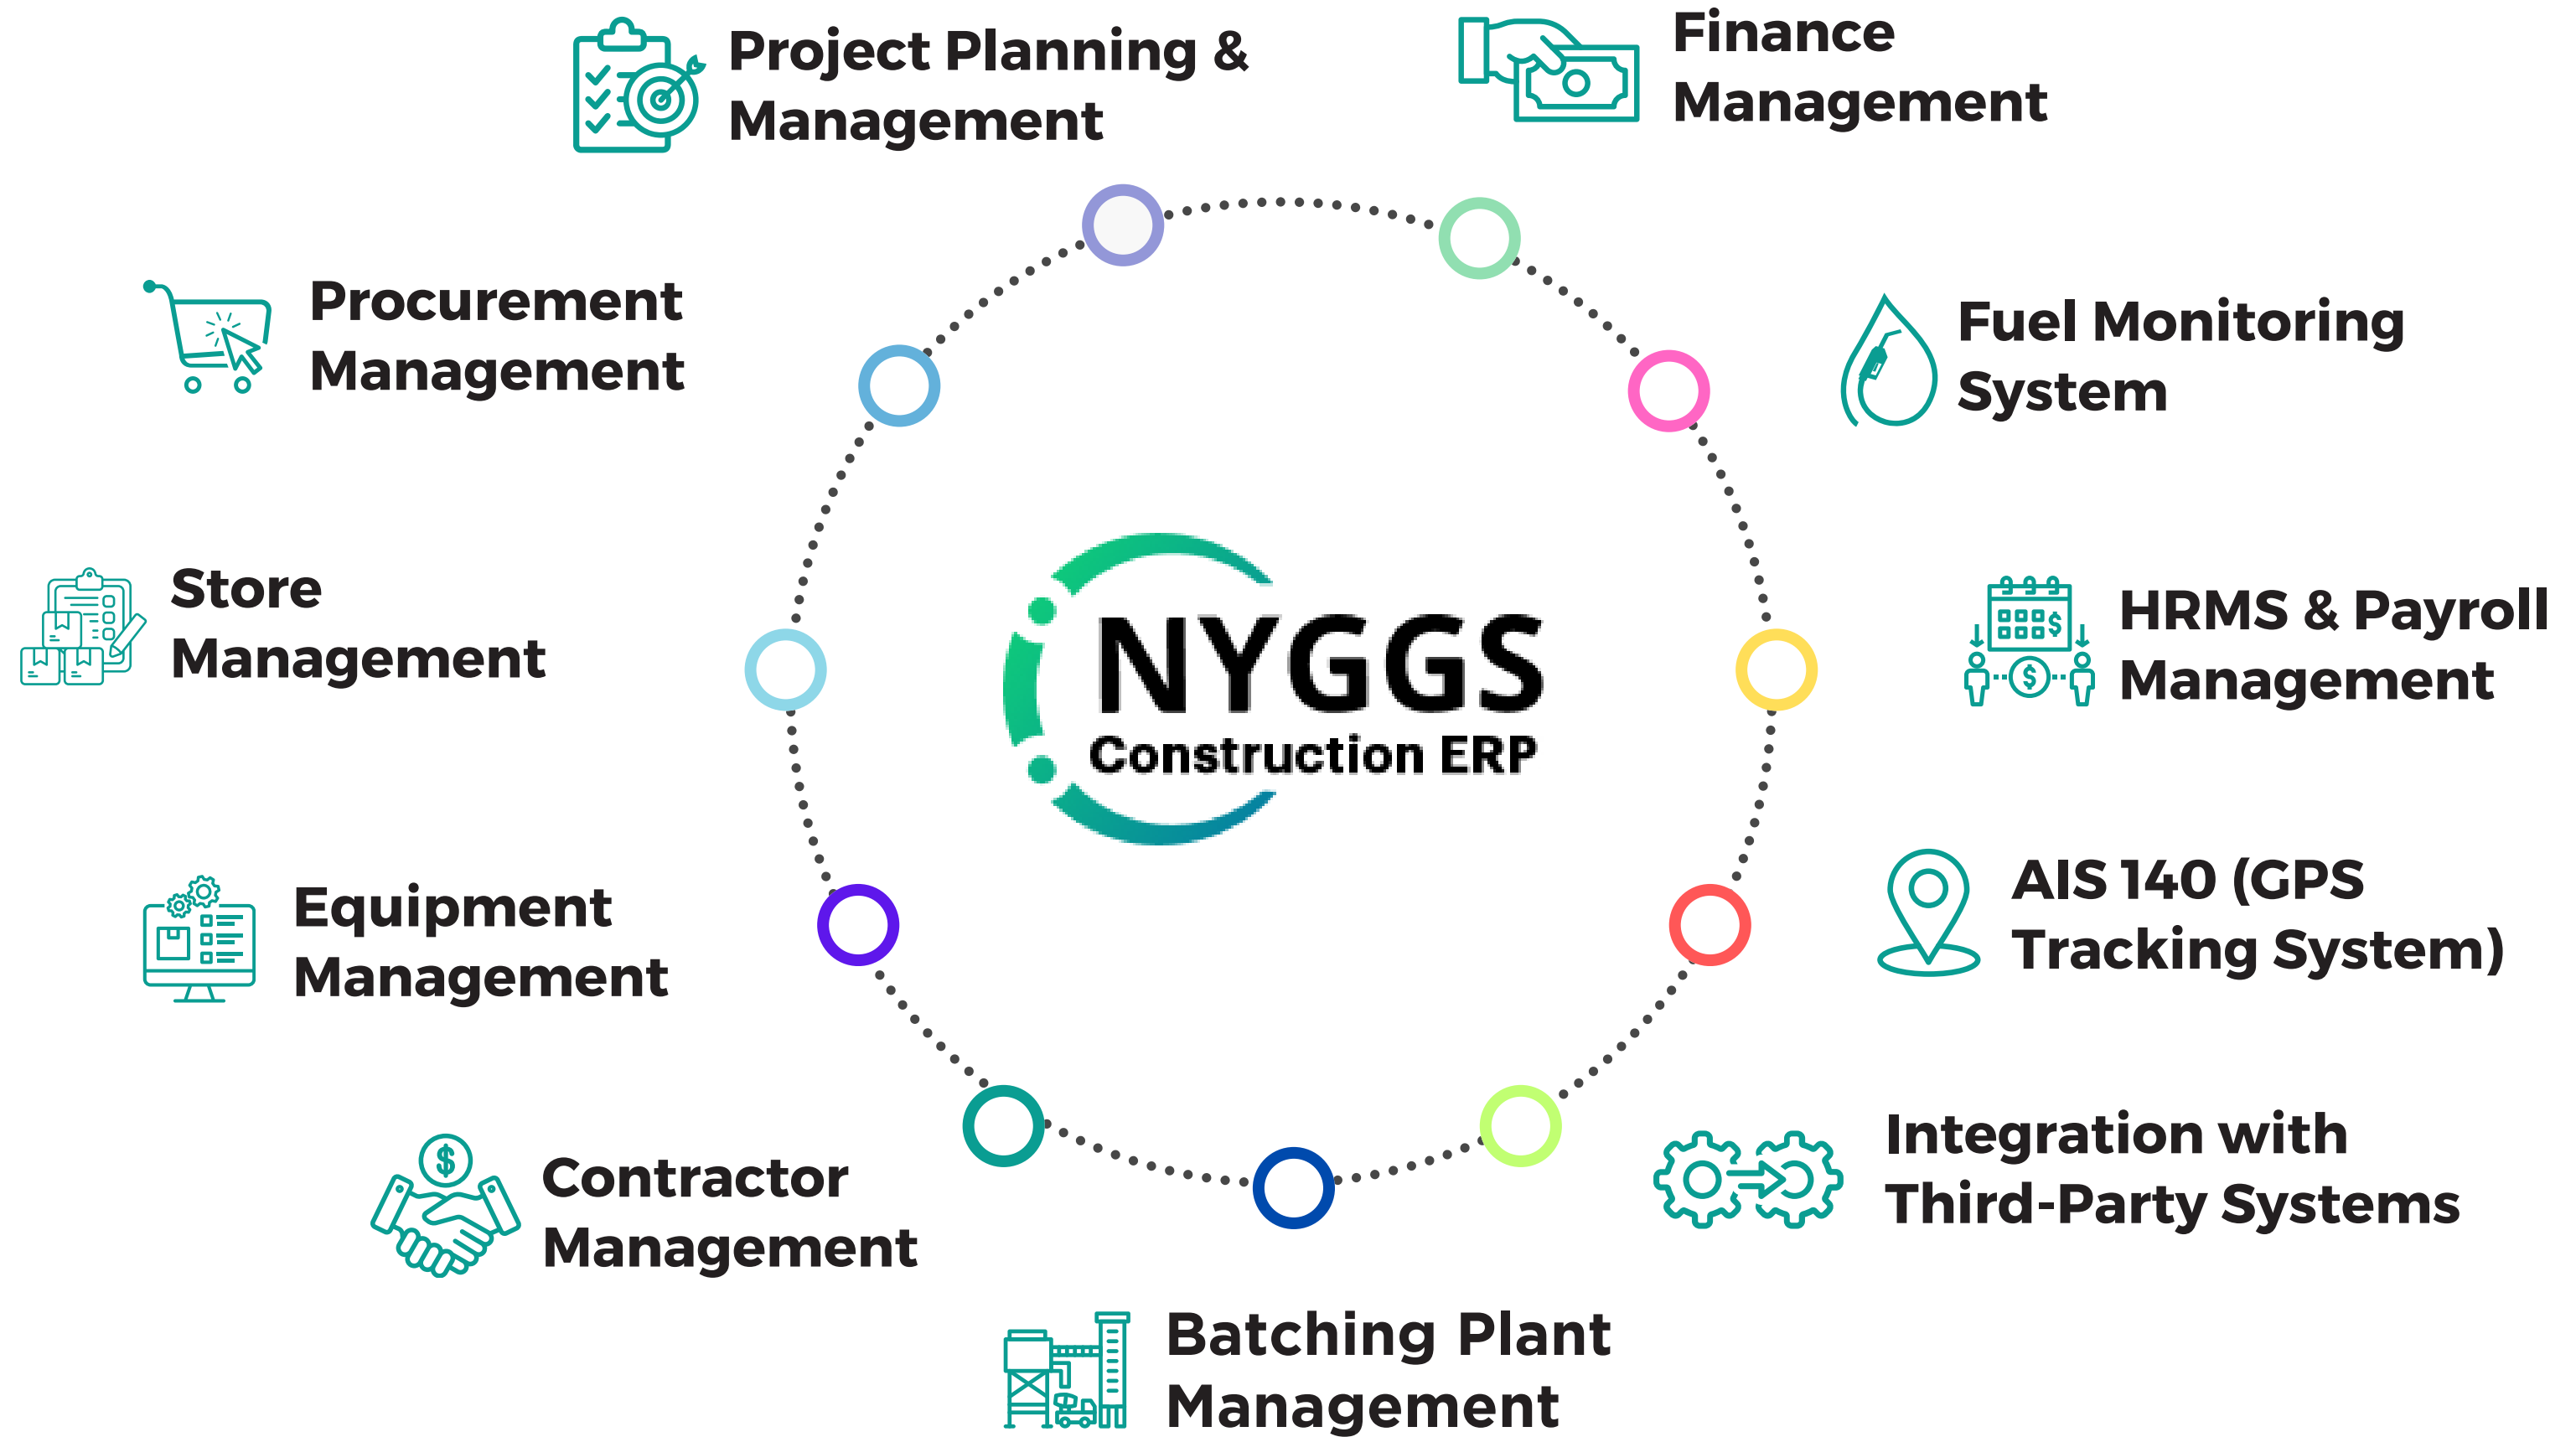 Project Planning &
Management
Finance
Management
Procurement
Management
Fuel Monitoring
System
Store
Management
NYGGS
Construction ERP
HRMS & Payroll
Management
Equipment
Management
AIS 140 (GPS
Tracking System)
Contractor
Management
Integration with
Third-Party Systems
Batching Plant
Management